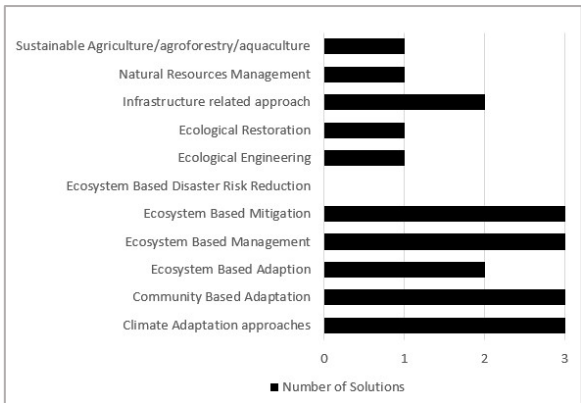 Sustainable Agriculture/agroforestry/aquaculture
Natural Resources Management
Infrastructure related approach
Ecological Restoration
Ecological Engineering
Ecosystem Based Disaster Risk Reduction
Ecosystem Based Mitigation
Ecosystem Based Management
Ecosystem Based Adaption
Community Based Adaptation
Climate Adaptation approaches
0 1 2 3
Number of Solutions